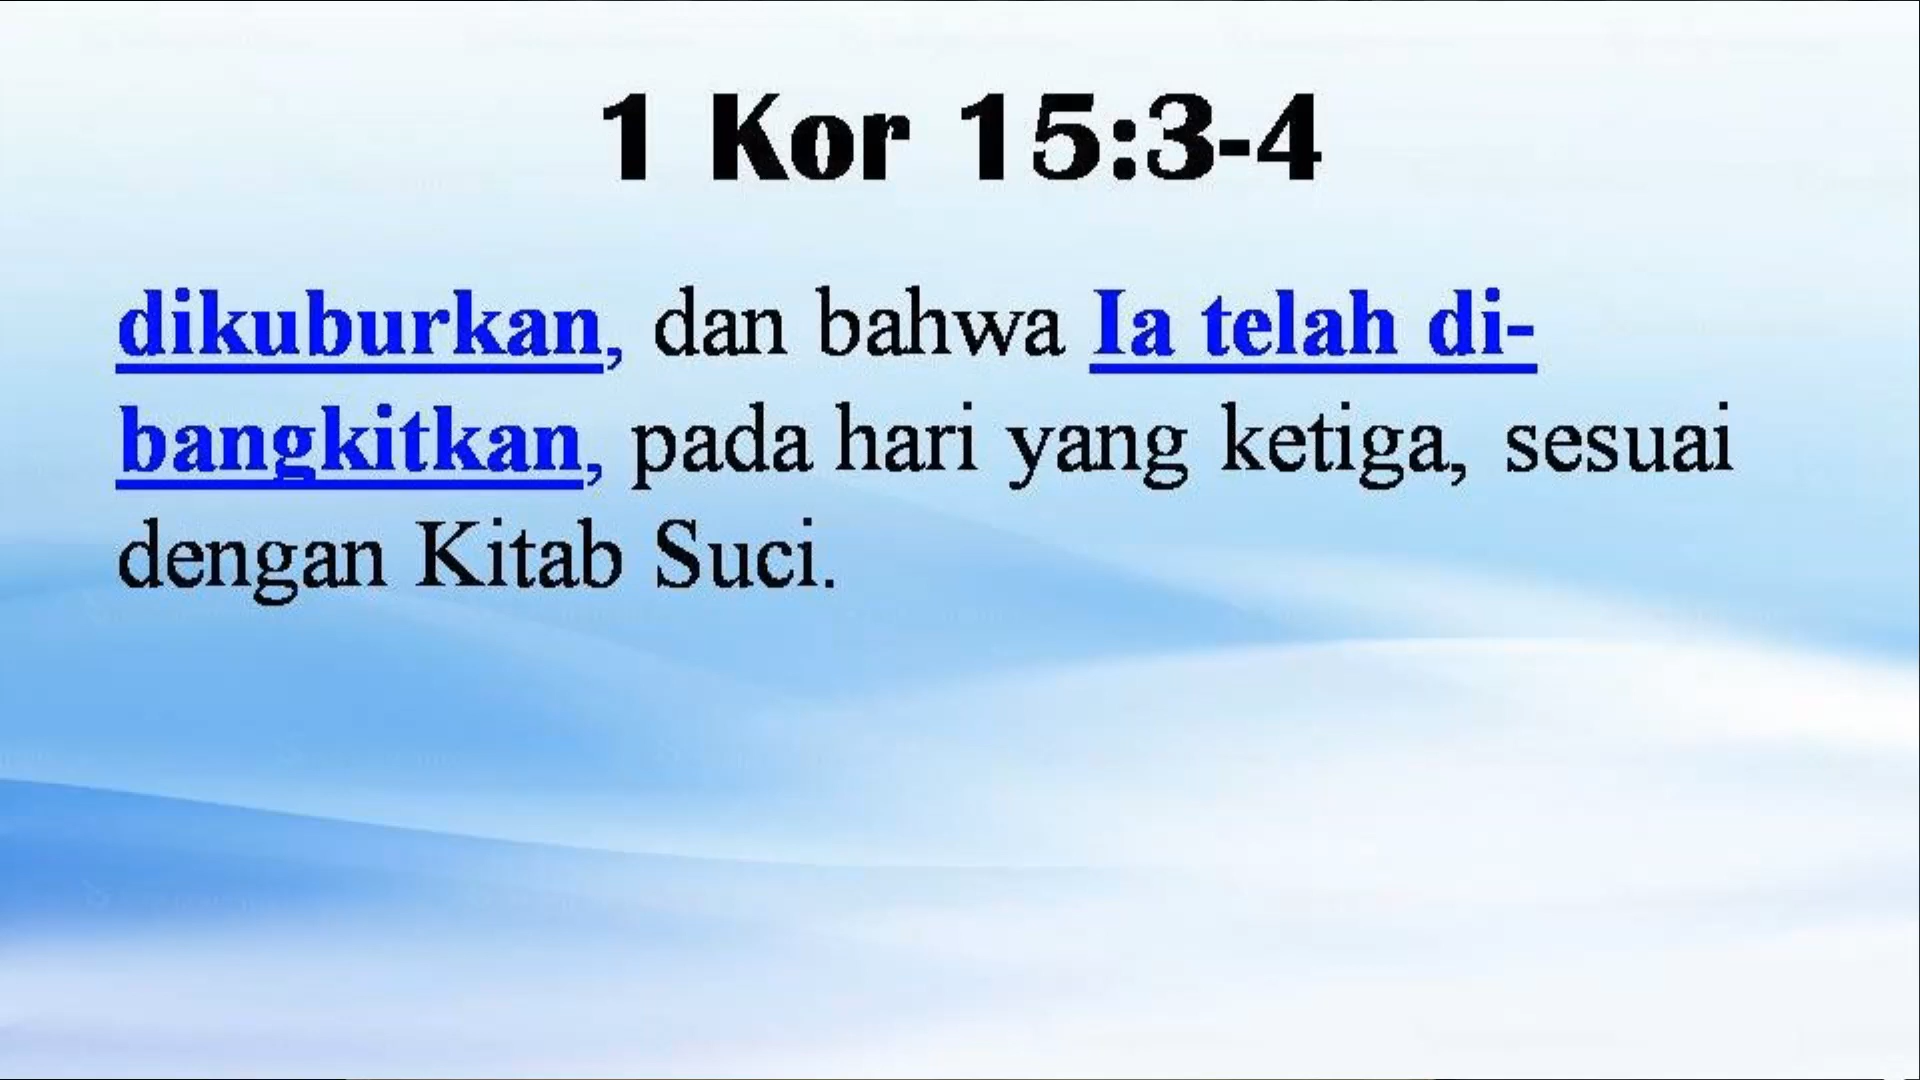 1 Kor 15:3-4
dikuburkan, dan bahwa Ia telah di-
bangkitkan, pada hari yang ketiga, sesuai
dengan Kitab Suci.